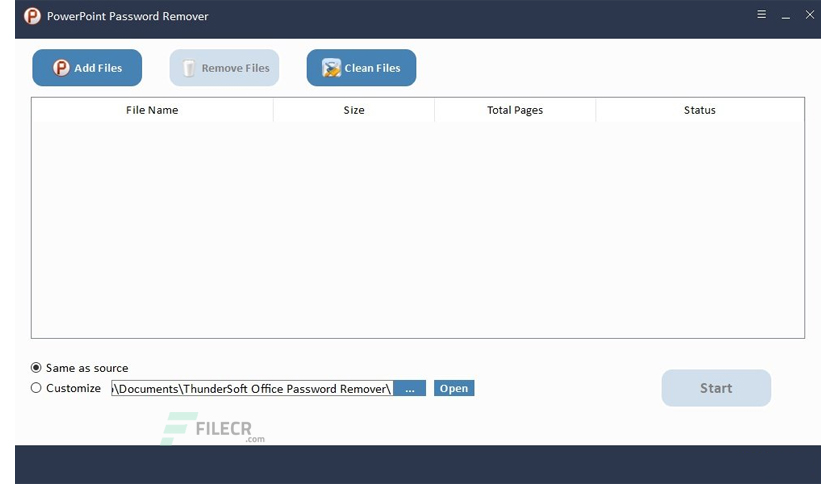 PowerPoint Password Remover
Add Files
Remove Files
Clean Files
File Name Size Total Pages Status
Same as source
Customize \Documents\ThunderSoft Office Password Remover\ ... Open
Start
FILECR
.com